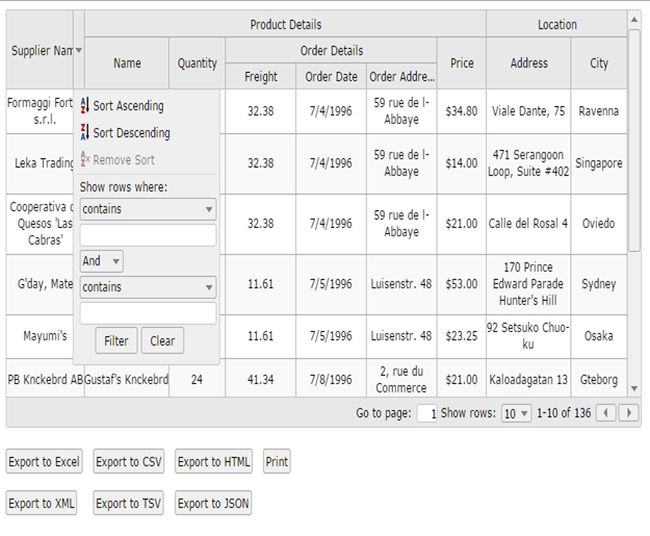 Supplier Nam
Product Details
Location
Name
Quantity
Order Details
Price
Address
City
Freight
Order Date
Order Addre...
Formaggi Fort
s.r.l.
32.38
7/4/1996
59 rue de l-
Abbaye
$34.80
Viale Dante, 75
Ravenna
Leka Trading
32.38
7/4/1996
59 rue de l-
Abbaye
$14.00
471 Serangoon
Loop, Suite #402
Singapore
Cooperativa d
Quesos 'Las
Cabras'
32.38
7/4/1996
59 rue de l-
Abbaye
$21.00
Calle del Rosal 4
Oviedo
G'day, Mate
11.61
7/5/1996
Luisenstr. 48
$53.00
170 Prince
Edward Parade
Hunter's Hill
Sydney
Mayumi's
11.61
7/5/1996
Luisenstr. 48
$23.25
92 Setsuko Chuo-
ku
Osaka
PB Knckebrd AB
Gustaf's Knckebrd
24
41.34
7/8/1996
2, rue du
Commerce
$21.00
Kaloadagatan 13
Gteborg
Sort Ascending
Sort Descending
Remove Sort
Show rows where:
contains
And
contains
Filter Clear
Go to page: 1 Show rows: 10 1-10 of 136
Export to Excel Export to CSV Export to HTML Print
Export to XML Export to TSV Export to JSON